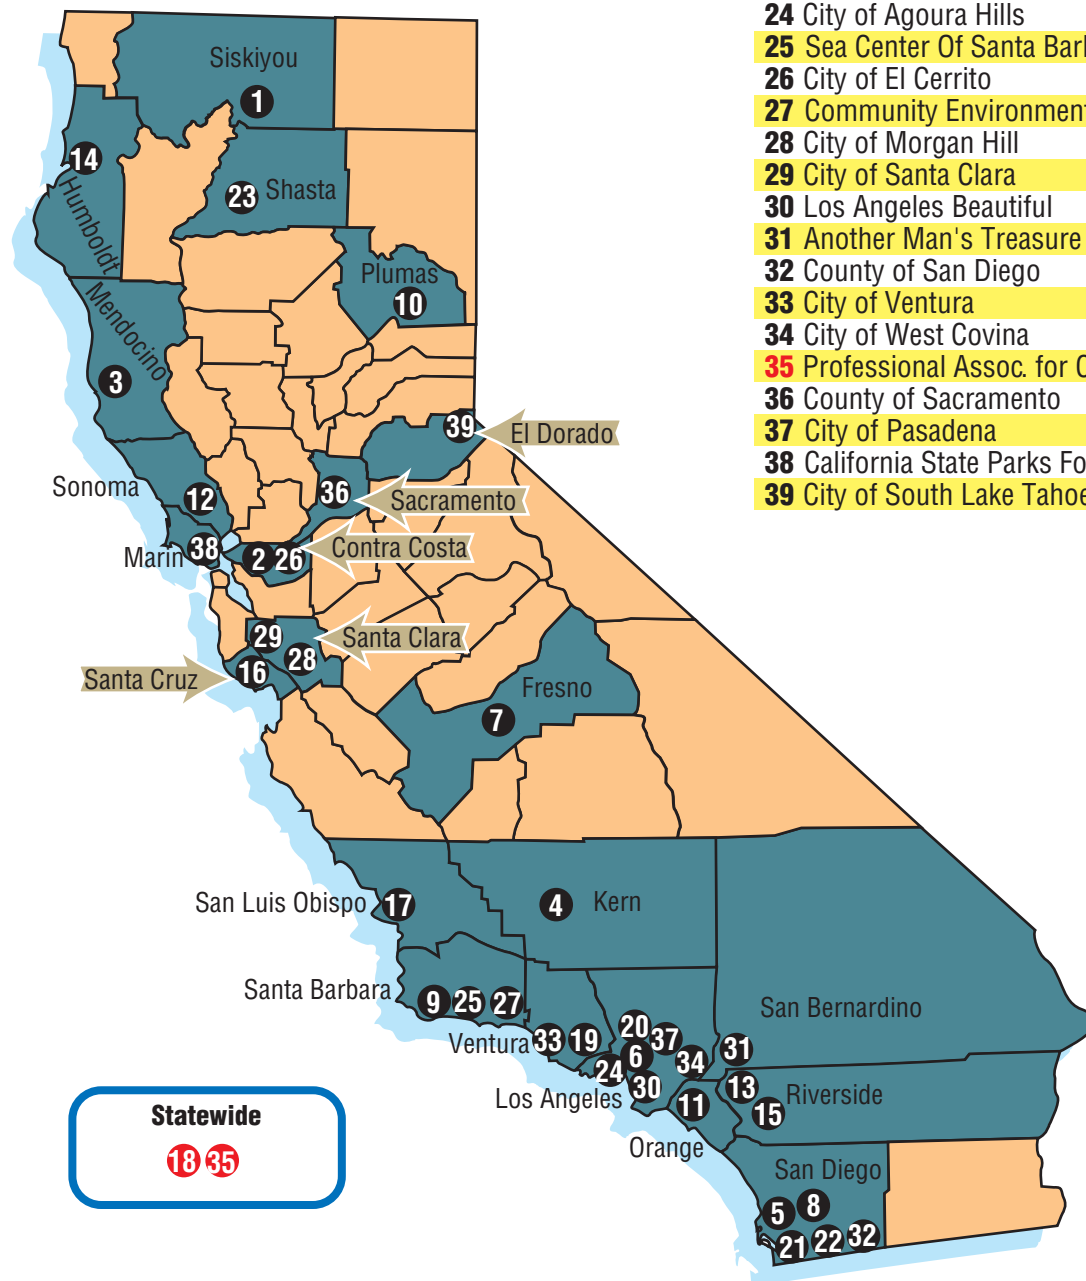 24 City of Agoura Hills
25 Sea Center Of Santa Bar
26 City of El Cerrito
27 Community Environment
28 City of Morgan Hill
29 City of Santa Clara
30 Los Angeles Beautiful
31 Another Man's Treasure
32 County of San Diego
33 City of Ventura
34 City of West Covina
35 Professional Assoc. for C
36 County of Sacramento
37 City of Pasadena
38 California State Parks Fo
39 City of South Lake Tahoe
Siskiyou
1
14
Humboldt
23 Shasta
Plumas
10
Mendocino
3
39 El Dorado
Sonoma
12
36
Sacramento
Marin 38
2 26
Contra Costa
29
Santa Clara
28
Santa Cruz
16
Fresno
7
San Luis Obispo 17
4 Kern
Santa Barbara
9 25 27
San Bernardino
Ventura 33 19
20
37
6
34
31
24
Los Angeles
30
11
13
Riverside
15
Orange
Statewide
18 35
San Diego
5 8
21 22 32